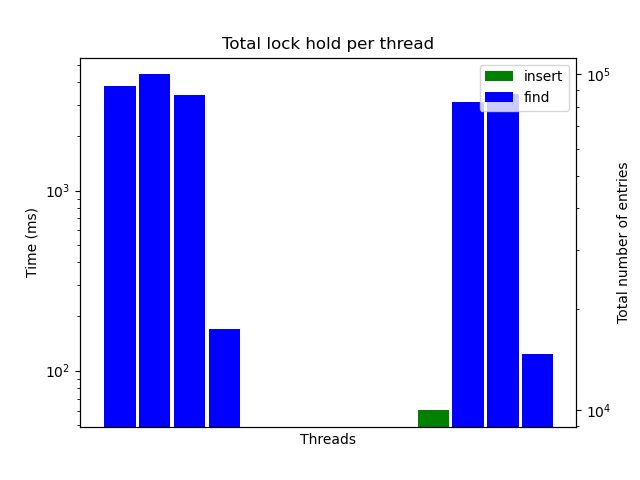 Total lock hold per thread
insert
find
10^5
10^3
10^2
10^4
Time (ms)
Total number of entries
Threads